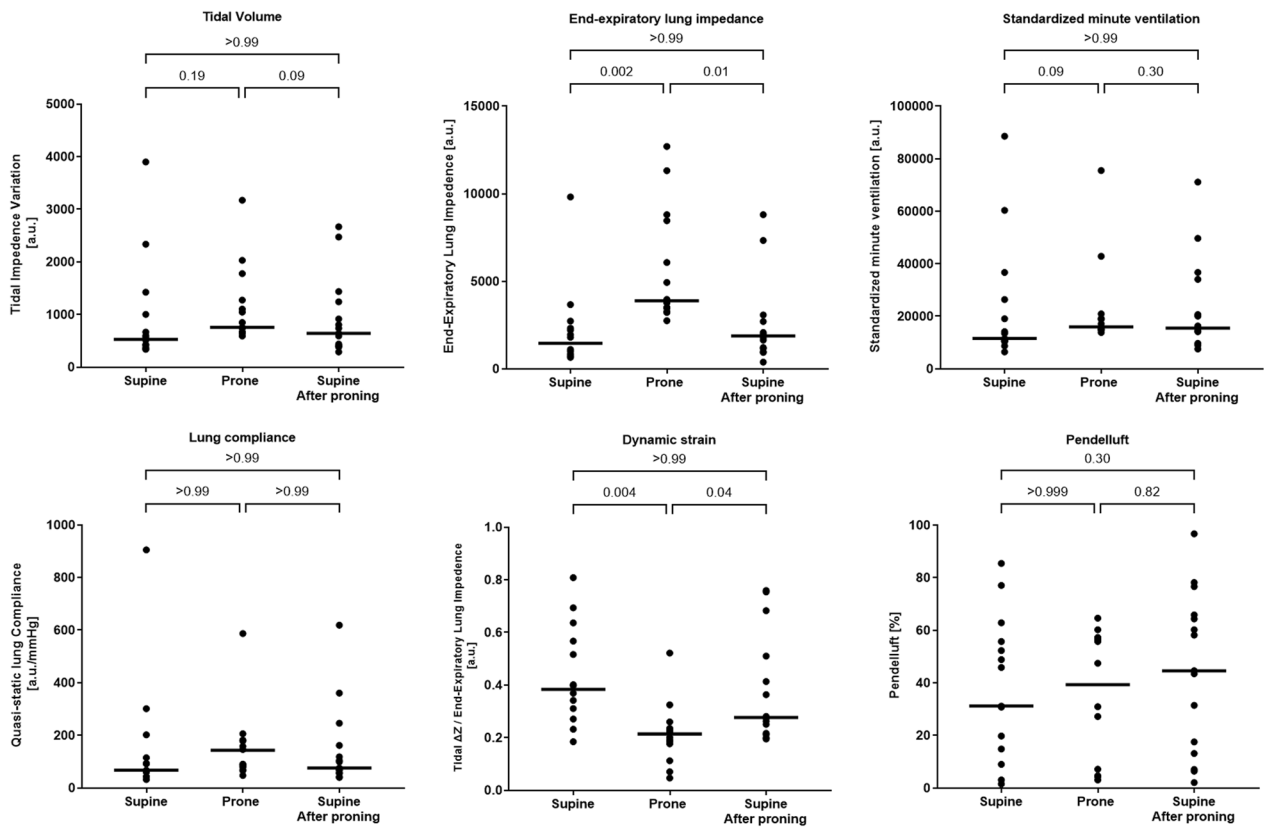 Tidal Volume
>0.99
0.19
0.09
5000
4000
3000
2000
1000
0
Tidal Impedence Variation
[a.u.]
Supine
Prone
Supine
After proning
End-expiratory lung impedance
>0.99
0.002
0.01
15000
10000
5000
0
End-Expiratory Lung Impedence [a.u.]
Supine
Prone
Supine
After proning
Standardized minute ventilation
>0.99
0.09
0.30
100000
80000
60000
40000
20000
0
Standardized minute ventilation [a.u.]
Supine
Prone
Supine
After proning
Lung compliance
>0.99
>0.99
>0.99
1000
800
600
400
200
0
Quasi-static lung Compliance
[a.u./mmHg]
Supine
Prone
Supine
After proning
Dynamic strain
>0.99
0.004
0.04
1.0
0.8
0.6
0.4
0.2
0.0
Tidal ΔZ / End-Expiratory Lung Impedence
[a.u.]
Supine
Prone
Supine
After proning
Pendelluft
0.30
>0.999
0.82
100
80
60
40
20
0
Pendelluft [%]
Supine
Prone
Supine
After proning